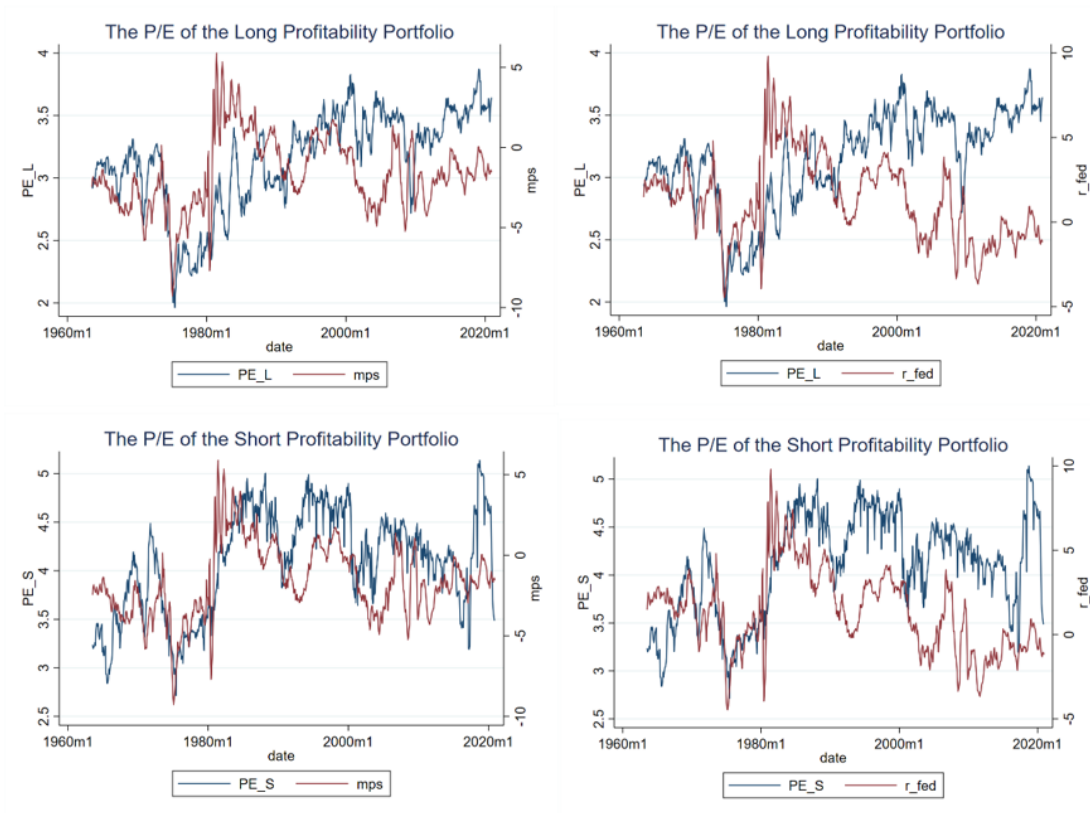 The P/E of the Long Profitability Portfolio
4
3.5
3
2.5
2
PE_L
5
0
-5
-10
mps
1960m1 1980m1 2000m1 2020m1
date
PE_L mps
The P/E of the Long Profitability Portfolio
4
3.5
3
2.5
2
PE_L
10
5
0
-5
r_fed
1960m1 1980m1 2000m1 2020m1
date
PE_L r_fed
The P/E of the Short Profitability Portfolio
5
4.5
4
3.5
3
2.5
PE_S
5
0
-5
-10
mps
1960m1 1980m1 2000m1 2020m1
date
PE_S mps
The P/E of the Short Profitability Portfolio
5
4.5
4
3.5
3
2.5
PE_S
10
5
0
-5
r_fed
1960m1 1980m1 2000m1 2020m1
date
PE_S r_fed